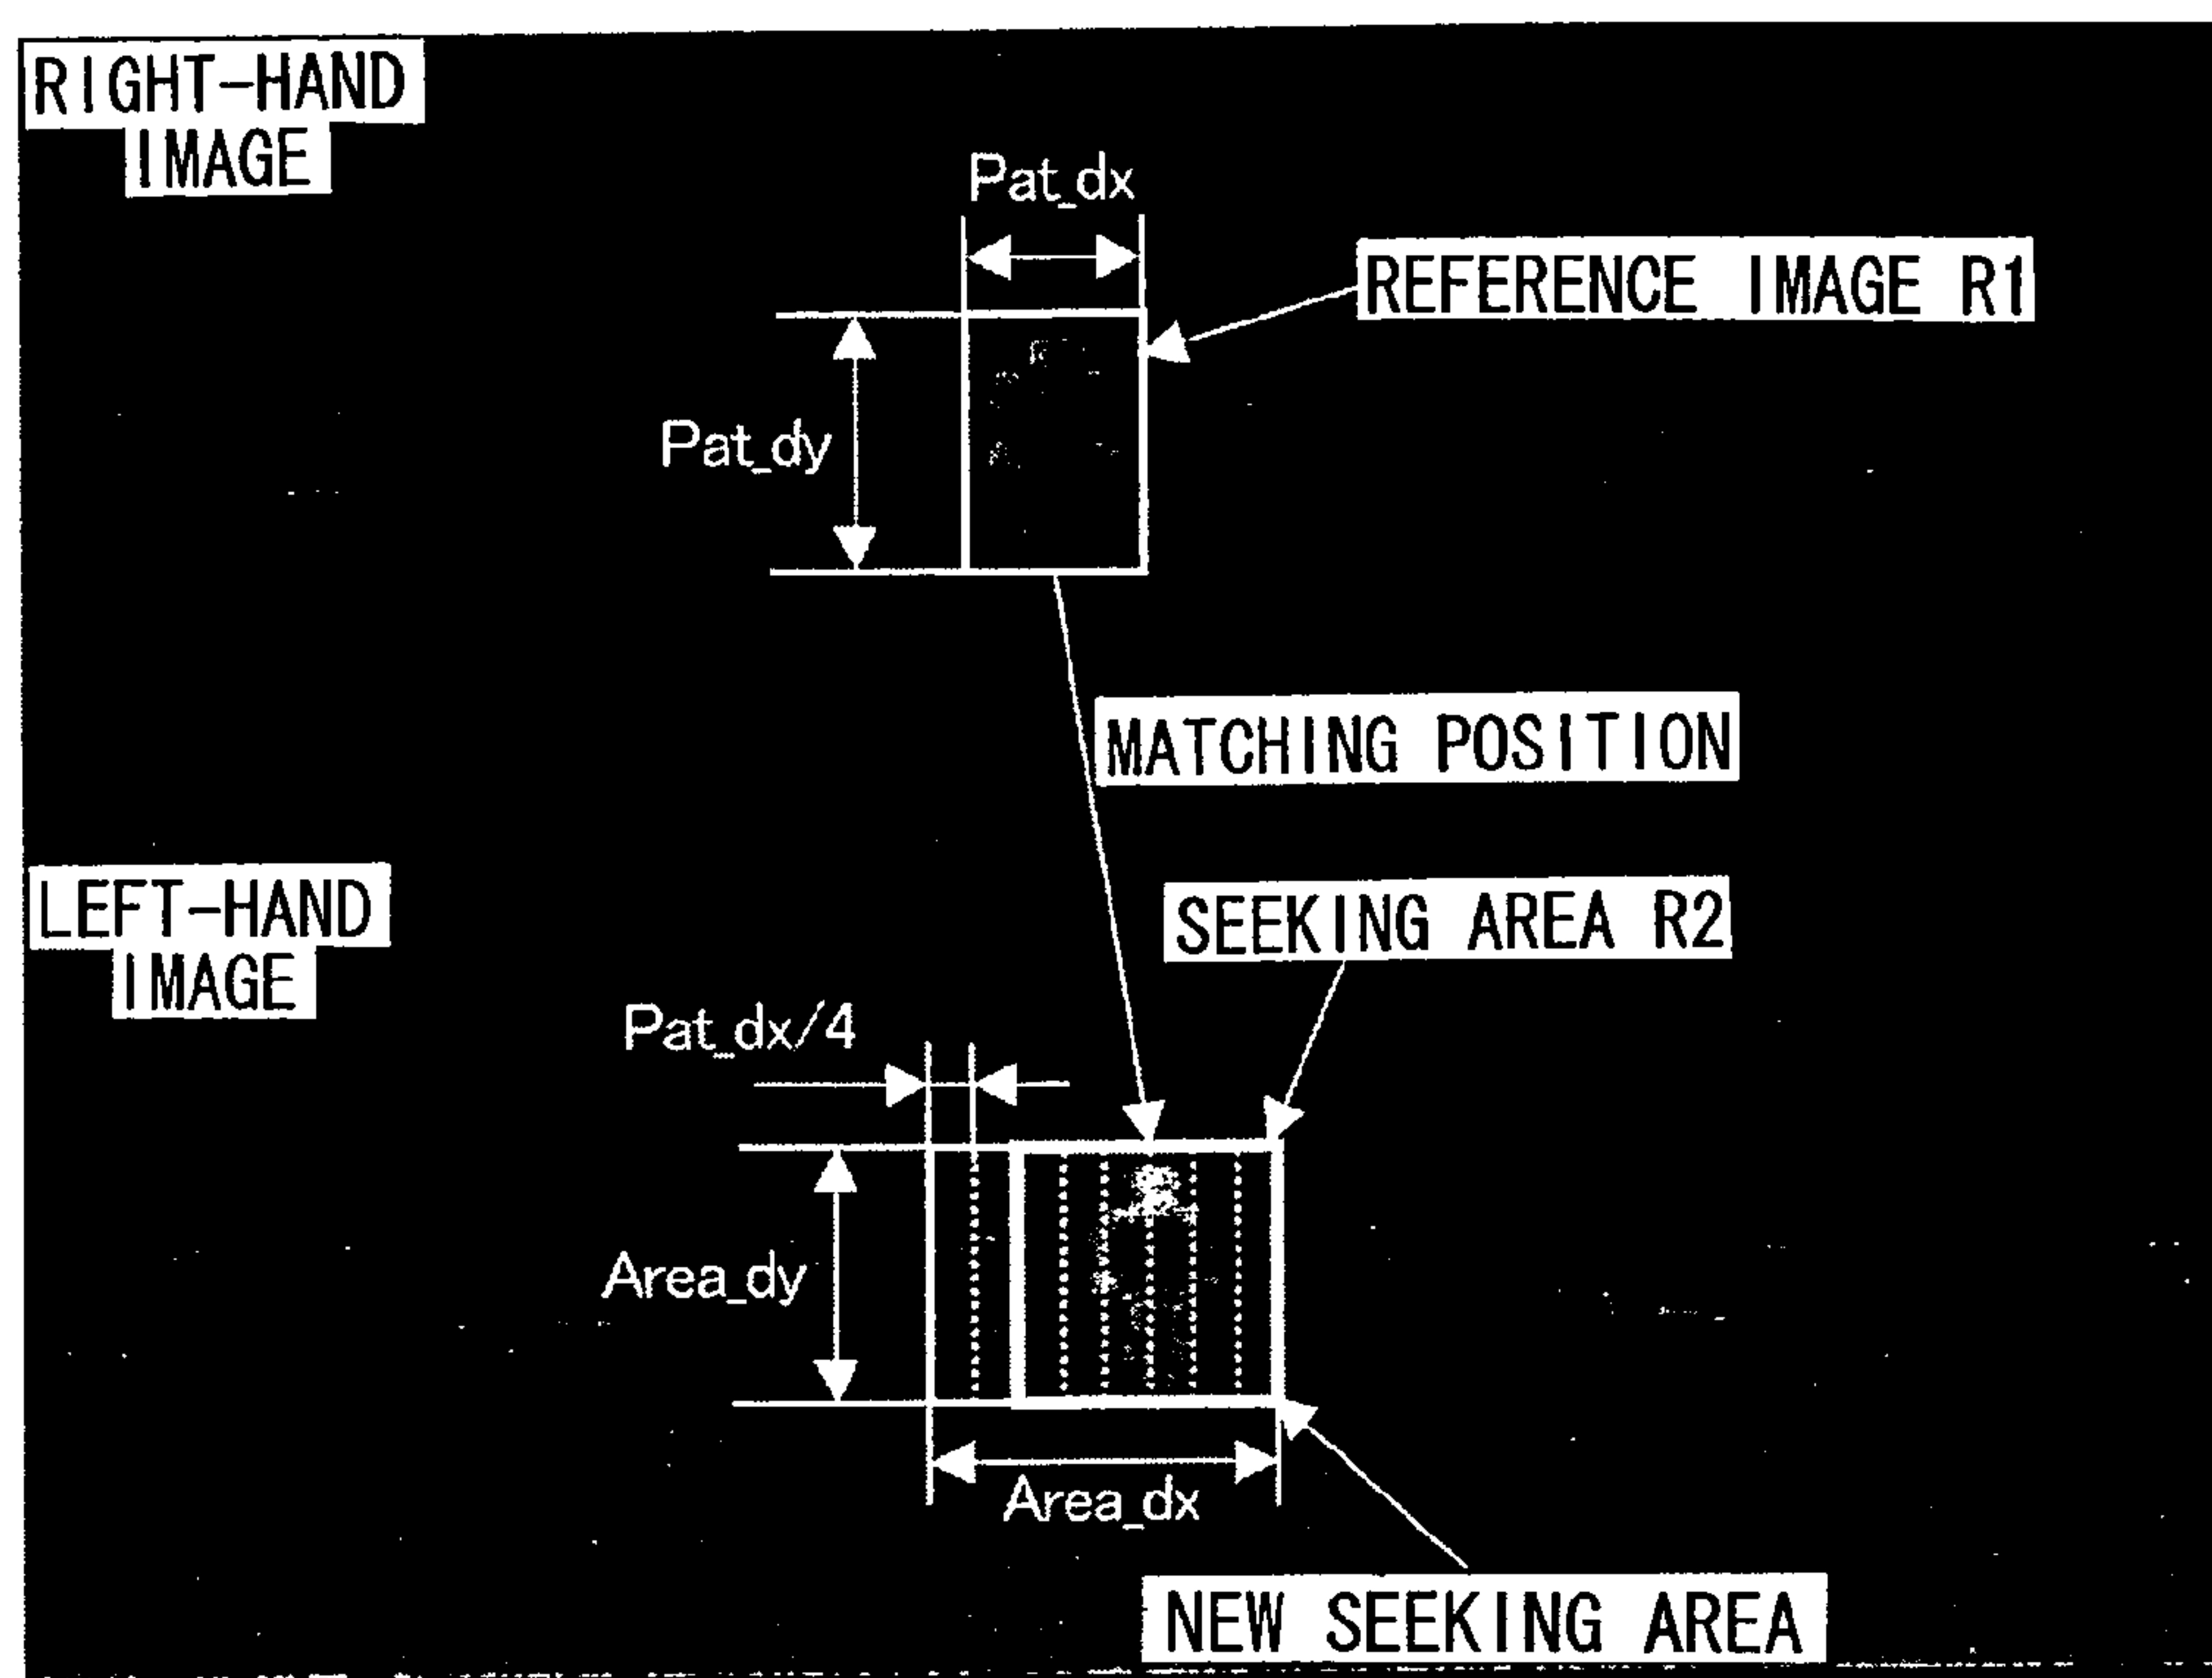 RIGHT-HAND
IMAGE
Pat_dx
REFERENCE IMAGE R1
Pat_dy
MATCHING POSITION
LEFT-HAND
IMAGE
SEEKING AREA R2
Pat_dx/4
Area_dy
Area_dx
NEW SEEKING AREA